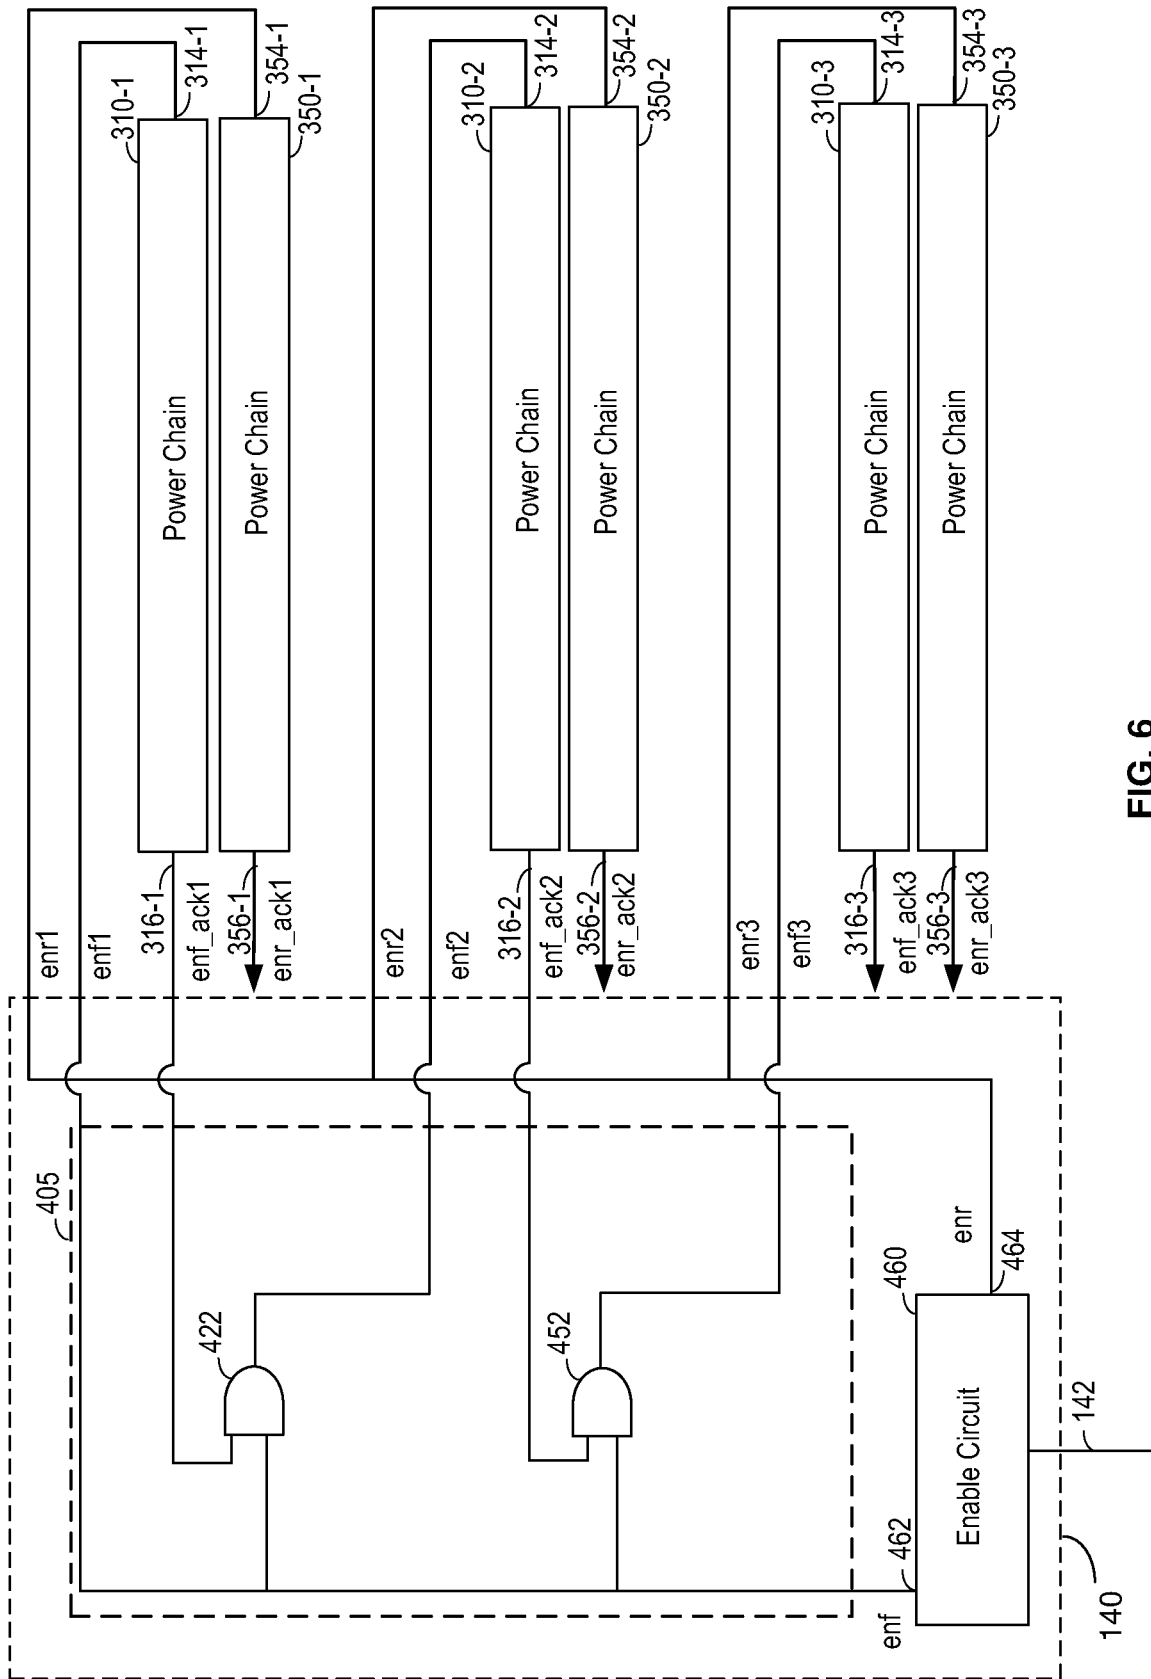 enr1
enf1
316-1
enf_ack1
356-1
enr_ack1
310-1
314-1
354-1
350-1
Power Chain
Power Chain
enr2
enf2
316-2
enf_ack2
356-2
enr_ack2
310-2
314-2
354-2
350-2
Power Chain
Power Chain
enr3
enf3
316-3
enf_ack3
356-3
enr_ack3
310-3
314-3
354-3
350-3
Power Chain
Power Chain
405
422
452
enf
462
Enable Circuit
460
enr
464
142
140
FIG. 6